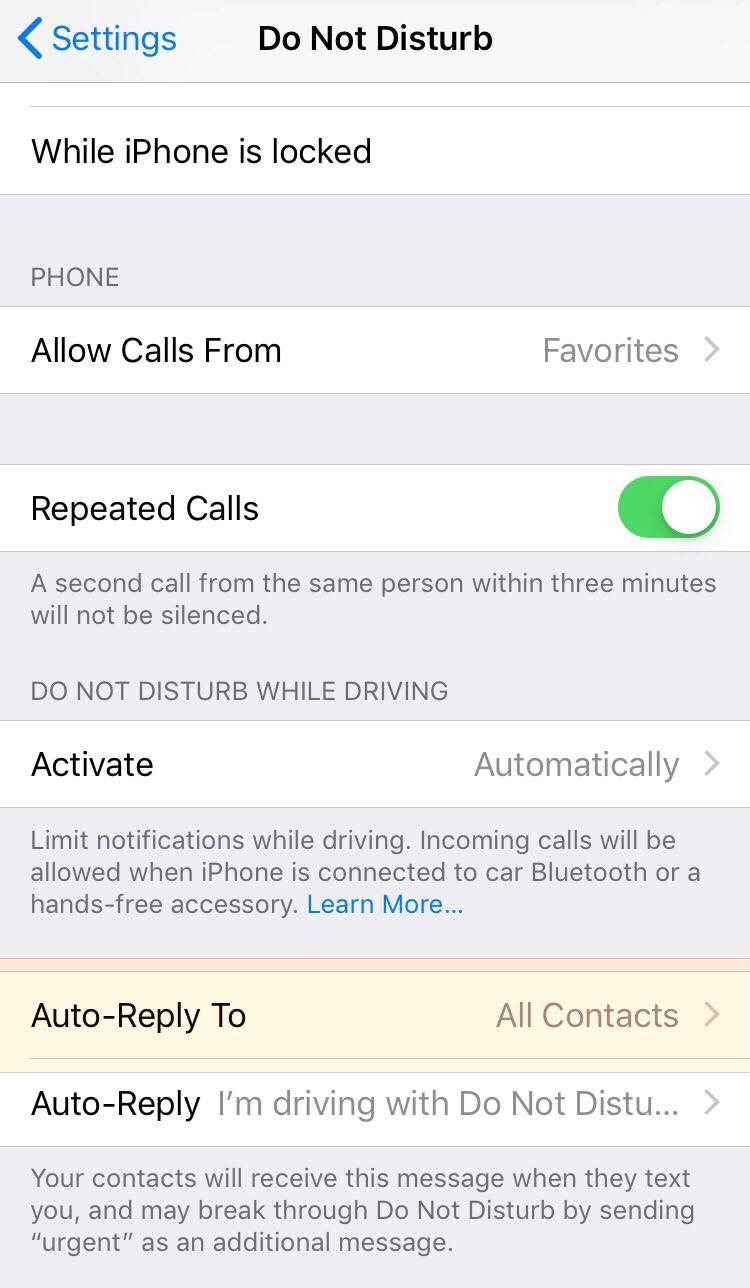 Settings
Do Not Disturb
While iPhone is locked
PHONE
Allow Calls From Favorites
Repeated Calls
A second call from the same person within three minutes
will not be silenced.
DO NOT DISTURB WHILE DRIVING
Activate Automatically
Limit notifications while driving. Incoming calls will be
allowed when iPhone is connected to car Bluetooth or a
hands-free accessory. Learn More...
Auto-Reply To All Contacts
Auto-Reply I’m driving with Do Not Distu...
Your contacts will receive this message when they text
you, and may break through Do Not Disturb by sending
“urgent” as an additional message.